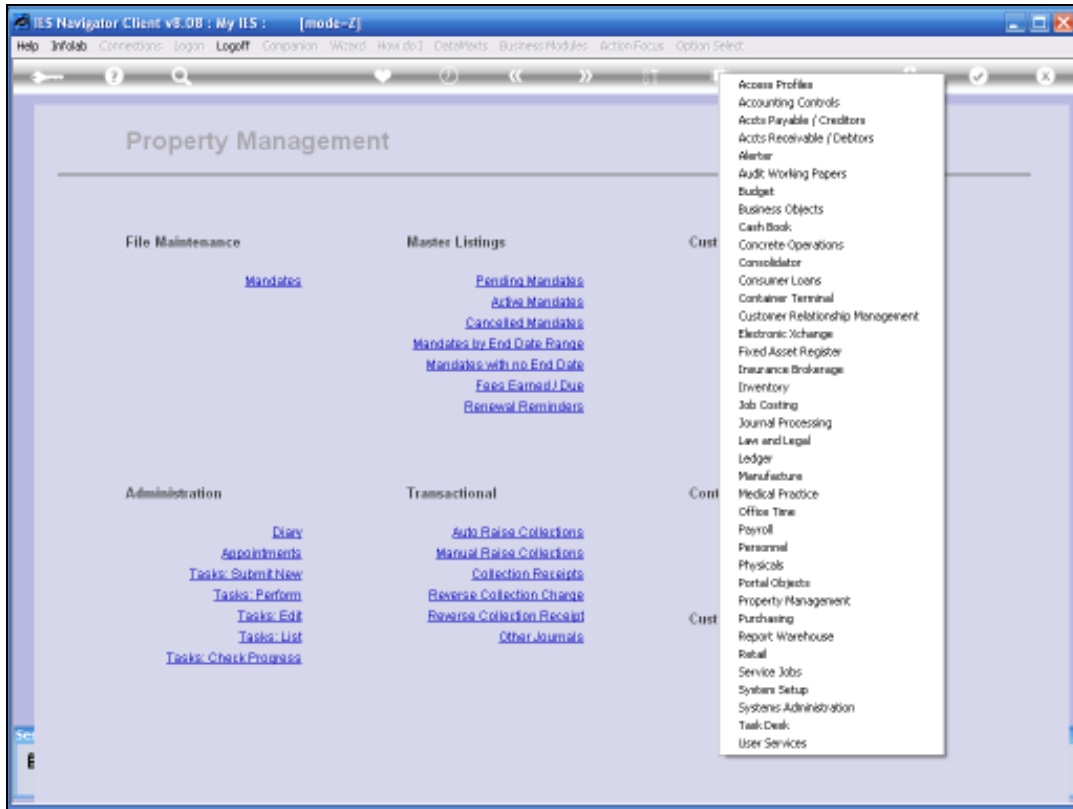 IES Navigator Client v8.08 : My IES :     [mode-Z]
Help Infolab Connections Logon Logoff Companion Wizard How do I DataMerts Business Modules Action Focus Option Select
Property Management
File Maintenance
Mandates
Master Listings
Pending Mandates
Active Mandates
Cancelled Mandates
Mandates by End Date Range
Mandates with no End Date
Fees Earned / Due
Renewal Reminders
Cust
Administration
Diary
Appointments
Tasks: Submit New
Tasks: Perform
Tasks: Edit
Tasks: List
Tasks: Check Progress
Transactional
Auto Raise Collections
Manual Raise Collections
Collection Receipts
Reverse Collection Charge
Reverse Collection Receipt
Other Journals
Cont
Cust
Access Profiles
Accounting Controls
Accts Payable / Creditors
Accts Receivable / Debtors
Alerter
Audit Working Papers
Budget
Business Objects
Cash Book
Concrete Operations
Consolidator
Consumer Loans
Container Terminal
Customer Relationship Management
Electronic Xchange
Fixed Asset Register
Insurance Brokerage
Inventory
Job Costing
Journal Processing
Law and Legal
Ledger
Manufacture
Medical Practice
Office Time
Payroll
Personnel
Physicals
Portal Objects
Property Management
Purchasing
Report Warehouse
Retail
Service Jobs
System Setup
Systems Administration
Task Desk
User Services
Se